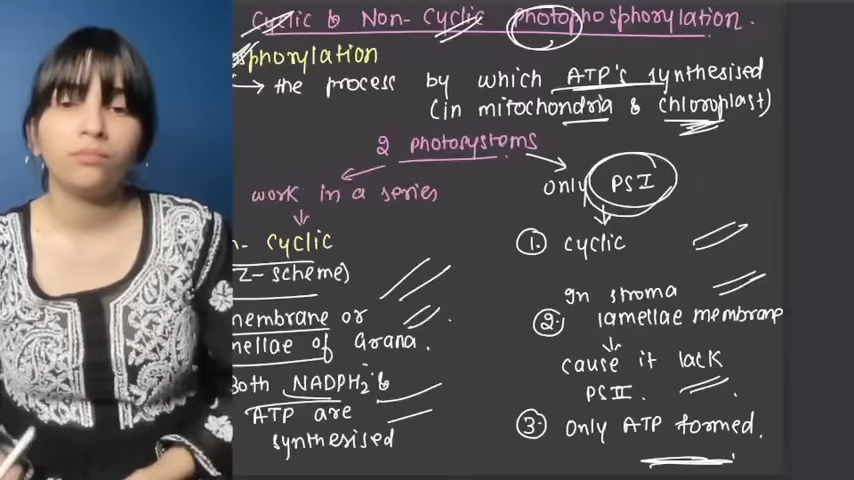 cyclic & Non-Cyclic photophosphorylation.
phorylation
→ the process by which ATP's synthesised
(in mitochondria & chloroplast)
2 photosystems
work in a series
n- cyclic
(Z-scheme)
membrane or
mellae of Grana.
Both NADPH₂ &
ATP are
synthesised
only PSI
① cyclic
② In stroma
lamellae membrane
cause it lack
PSII.
③ only ATP formed.